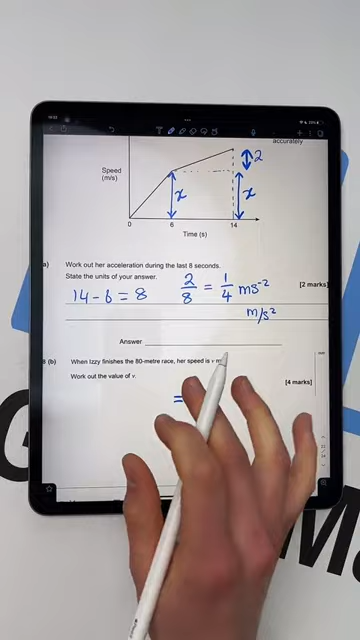 accurately
2
Speed
(m/s)
x
x
0
6
14
Time (s)
a)
Work out her acceleration during the last 8 seconds.
State the units of your answer.
[2 marks]
14 - 6 = 8
2/8 = 1/4 ms⁻²
m/s²
Answer
8 (b)
When Izzy finishes the 80-metre race, her speed is v m
Work out the value of v.
[4 marks]
=
G